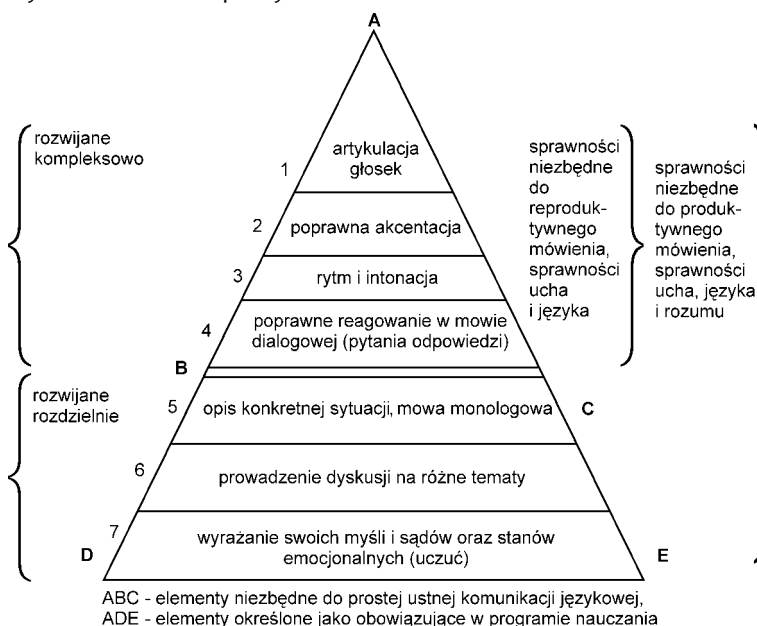 A
rozwijane
kompleksowo
1
artykulacja
głosek
2
poprawna akcentacja
3
rytm i intonacja
4
poprawne reagowanie w mowie
dialogowej (pytania odpowiedzi)
sprawności
niezbędne
do
reproduk-
tywnego
mówienia,
sprawności
ucha
i języka
sprawności
niezbędne
do produk-
tywnego
mówienia,
sprawności
ucha, języka
i rozumu
B
rozwijane
rozdzielnie
5
opis konkretnej sytuacji, mowa monologowa
C
6
prowadzenie dyskusji na różne tematy
7
wyrażanie swoich myśli i sądów oraz stanów
emocjonalnych (uczuć)
D
E
ABC - elementy niezbędne do prostej ustnej komunikacji językowej,
ADE - elementy określone jako obowiązujące w programie nauczania